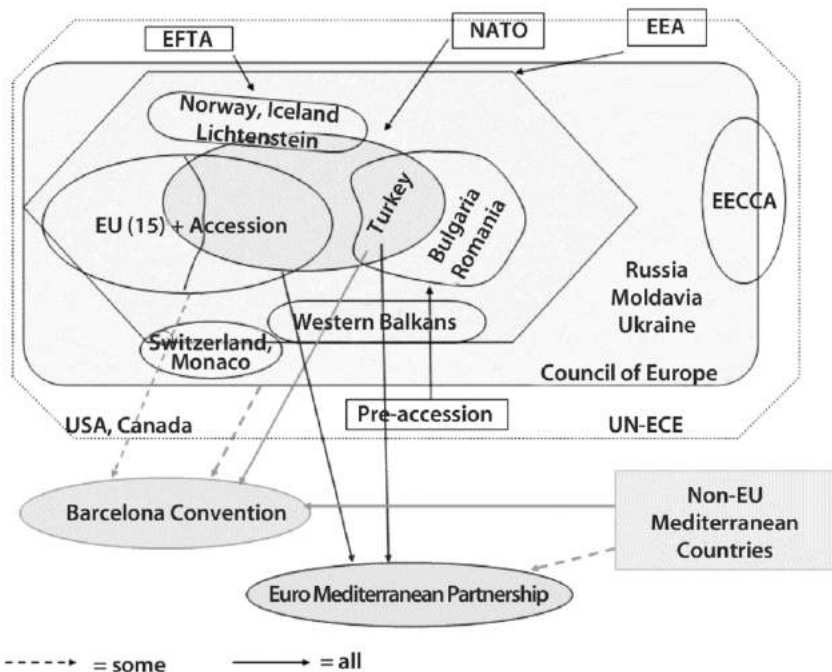 EFTA
NATO
EEA
Norway, Iceland
Lichtenstein
EU (15) + Accession
Turkey
Bulgaria
Romania
EECCA
Russia
Moldavia
Ukraine
Western Balkans
Switzerland,
Monaco
Council of Europe
Pre-accession
USA, Canada
UN-ECE
Barcelona Convention
Non-EU
Mediterranean
Countries
Euro Mediterranean Partnership
= some
= all